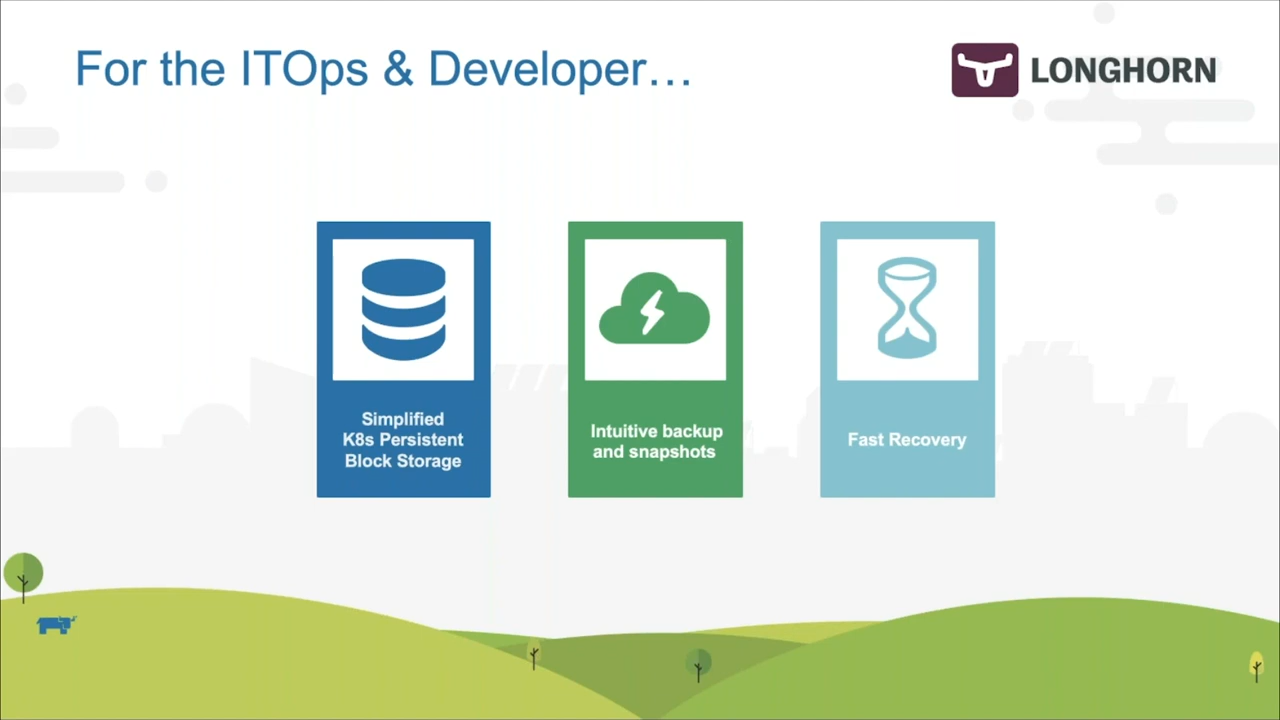 For the ITOps & Developer…
LONGHORN
Simplified
K8s Persistent
Block Storage
Intuitive backup
and snapshots
Fast Recovery